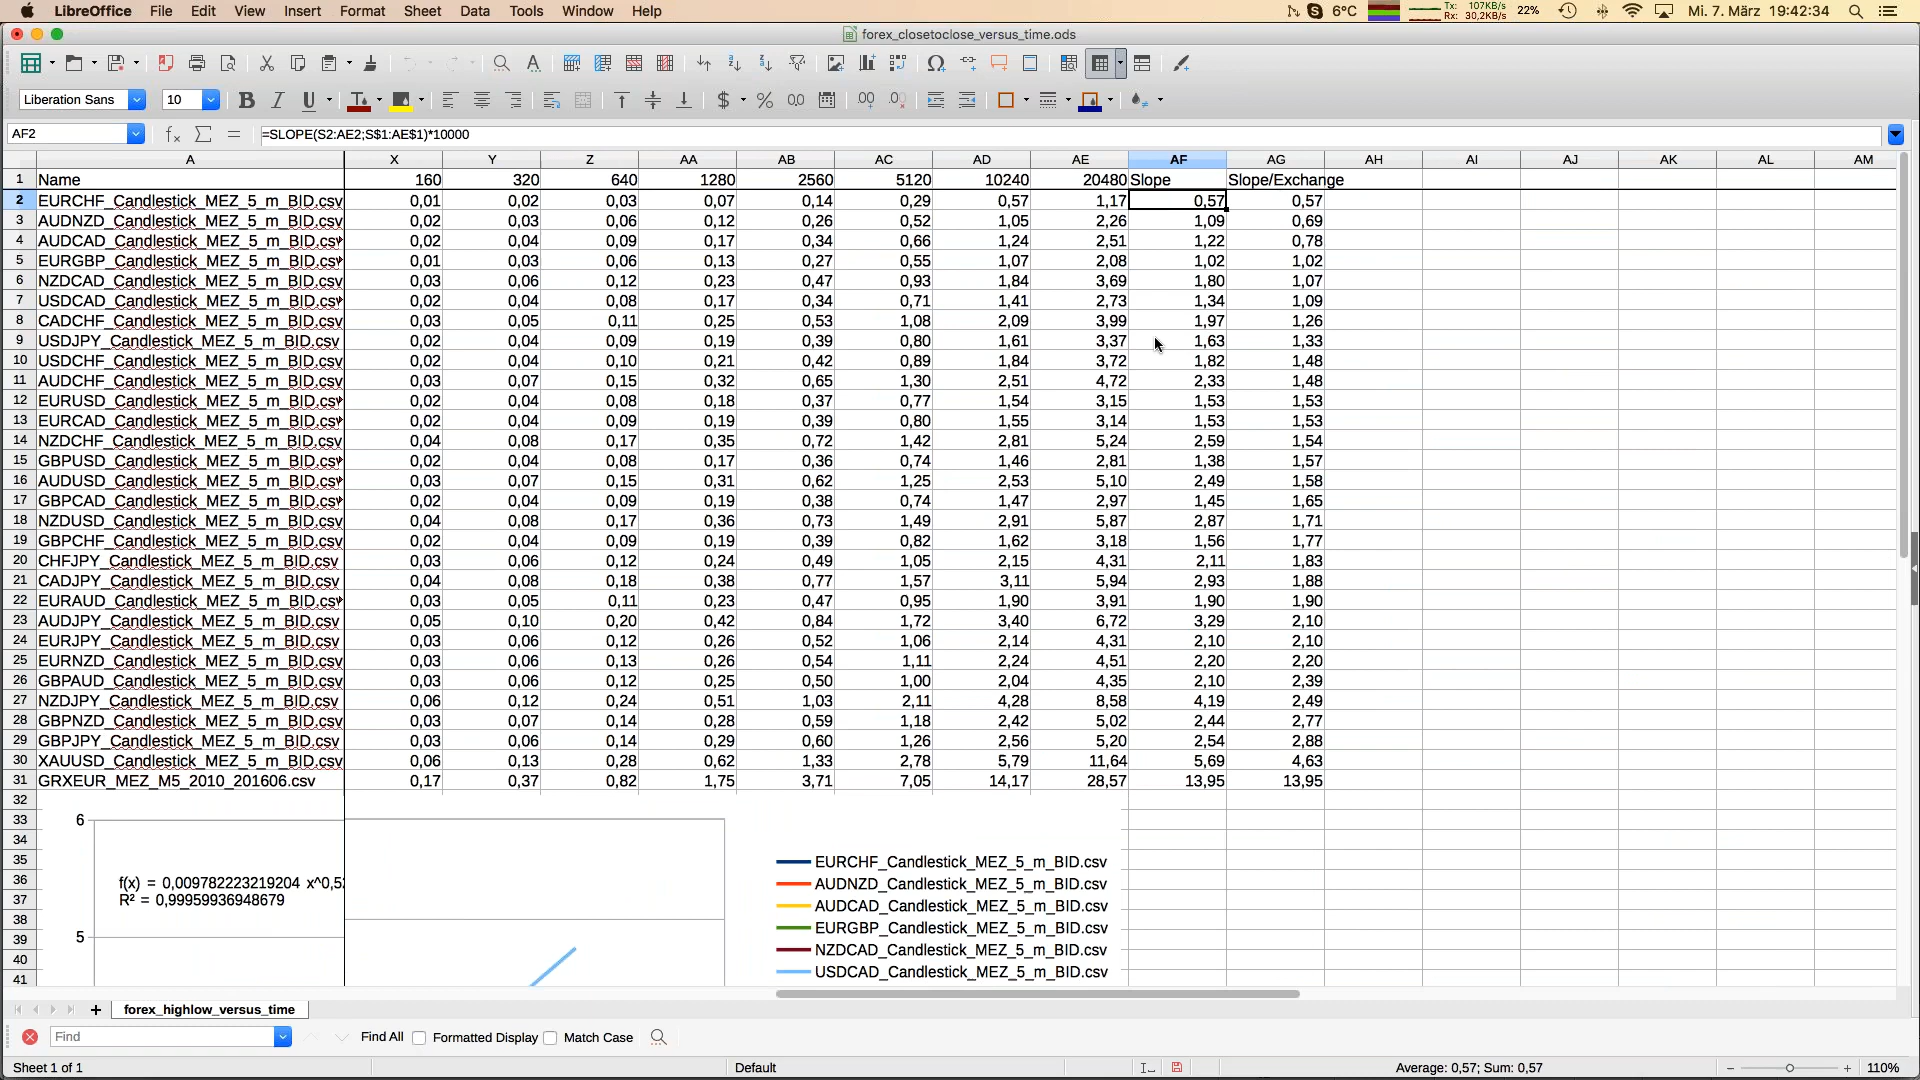 LibreOffice File Edit View Insert Format Sheet Data Tools Window Help 6°C Tx: 107KB/s Rx: 30,2KB/s 22% Mi. 7. März 19:42:34
forex_closetoclose_versus_time.ods
Liberation Sans 10
AF2 =SLOPE(S2:AE2;S$1:AE$1)*10000
A X Y Z AA AB AC AD AE AF AG AH AI AJ AK AL AM
1 Name 160 320 640 1280 2560 5120 10240 20480 Slope Slope/Exchange
2 EURCHF_Candlestick_MEZ_5_m_BID.csv 0,01 0,02 0,03 0,07 0,14 0,29 0,57 1,17 0,57 0,57
3 AUDNZD_Candlestick_MEZ_5_m_BID.csv 0,02 0,03 0,06 0,12 0,26 0,52 1,05 2,26 1,09 0,69
4 AUDCAD_Candlestick_MEZ_5_m_BID.csv 0,02 0,04 0,09 0,17 0,34 0,66 1,24 2,51 1,22 0,78
5 EURGBP_Candlestick_MEZ_5_m_BID.csv 0,01 0,03 0,06 0,13 0,27 0,55 1,07 2,08 1,02 1,02
6 NZDCAD_Candlestick_MEZ_5_m_BID.csv 0,03 0,06 0,12 0,23 0,47 0,93 1,84 3,69 1,80 1,07
7 USDCAD_Candlestick_MEZ_5_m_BID.csv 0,02 0,04 0,08 0,17 0,34 0,71 1,41 2,73 1,34 1,09
8 CADCHF_Candlestick_MEZ_5_m_BID.csv 0,03 0,05 0,11 0,25 0,53 1,08 2,09 3,99 1,97 1,26
9 USDJPY_Candlestick_MEZ_5_m_BID.csv 0,02 0,04 0,09 0,19 0,39 0,80 1,61 3,37 1,63 1,33
10 USDCHF_Candlestick_MEZ_5_m_BID.csv 0,02 0,04 0,10 0,21 0,42 0,89 1,84 3,72 1,82 1,48
11 AUDCHF_Candlestick_MEZ_5_m_BID.csv 0,03 0,07 0,15 0,32 0,65 1,30 2,51 4,72 2,33 1,48
12 EURUSD_Candlestick_MEZ_5_m_BID.csv 0,02 0,04 0,08 0,18 0,37 0,77 1,54 3,15 1,53 1,53
13 EURCAD_Candlestick_MEZ_5_m_BID.csv 0,02 0,04 0,09 0,19 0,39 0,80 1,55 3,14 1,53 1,53
14 NZDCHF_Candlestick_MEZ_5_m_BID.csv 0,04 0,08 0,17 0,35 0,72 1,42 2,81 5,24 2,59 1,54
15 GBPUSD_Candlestick_MEZ_5_m_BID.csv 0,02 0,04 0,08 0,17 0,36 0,74 1,46 2,81 1,38 1,57
16 AUDUSD_Candlestick_MEZ_5_m_BID.csv 0,03 0,07 0,15 0,31 0,62 1,25 2,53 5,10 2,49 1,58
17 GBPCAD_Candlestick_MEZ_5_m_BID.csv 0,02 0,04 0,09 0,19 0,38 0,74 1,47 2,97 1,45 1,65
18 NZDUSD_Candlestick_MEZ_5_m_BID.csv 0,04 0,08 0,17 0,36 0,73 1,49 2,91 5,87 2,87 1,71
19 GBPCHF_Candlestick_MEZ_5_m_BID.csv 0,02 0,04 0,09 0,19 0,39 0,82 1,62 3,18 1,56 1,77
20 CHFJPY_Candlestick_MEZ_5_m_BID.csv 0,03 0,06 0,12 0,24 0,49 1,05 2,15 4,31 2,11 1,83
21 CADJPY_Candlestick_MEZ_5_m_BID.csv 0,04 0,08 0,18 0,38 0,77 1,57 3,11 5,94 2,93 1,88
22 EURAUD_Candlestick_MEZ_5_m_BID.csv 0,03 0,05 0,11 0,23 0,47 0,95 1,90 3,91 1,90 1,90
23 AUDJPY_Candlestick_MEZ_5_m_BID.csv 0,05 0,10 0,20 0,42 0,84 1,72 3,40 6,72 3,29 2,10
24 EURJPY_Candlestick_MEZ_5_m_BID.csv 0,03 0,06 0,12 0,26 0,52 1,06 2,14 4,31 2,10 2,10
25 EURNZD_Candlestick_MEZ_5_m_BID.csv 0,03 0,06 0,13 0,26 0,54 1,11 2,24 4,51 2,20 2,20
26 GBPAUD_Candlestick_MEZ_5_m_BID.csv 0,03 0,06 0,12 0,25 0,50 1,00 2,04 4,35 2,10 2,39
27 NZDJPY_Candlestick_MEZ_5_m_BID.csv 0,06 0,12 0,24 0,51 1,03 2,11 4,28 8,58 4,19 2,49
28 GBPNZD_Candlestick_MEZ_5_m_BID.csv 0,03 0,07 0,14 0,28 0,59 1,18 2,42 5,02 2,44 2,77
29 GBPJPY_Candlestick_MEZ_5_m_BID.csv 0,03 0,06 0,14 0,29 0,60 1,26 2,56 5,20 2,54 2,88
30 XAUUSD_Candlestick_MEZ_5_m_BID.csv 0,06 0,13 0,28 0,62 1,33 2,78 5,79 11,64 5,69 4,63
31 GRXEUR_MEZ_M5_2010_201606.csv 0,17 0,37 0,82 1,75 3,71 7,05 14,17 28,57 13,95 13,95
32
33 6
34
35 EURCHF_Candlestick_MEZ_5_m_BID.csv
36 f(x) = 0,009782223219204 x^0,52 AUDNZD_Candlestick_MEZ_5_m_BID.csv
37 R² = 0,99959936948679 AUDCAD_Candlestick_MEZ_5_m_BID.csv
38 EURGBP_Candlestick_MEZ_5_m_BID.csv
39 5
40 NZDCAD_Candlestick_MEZ_5_m_BID.csv
41 USDCAD_Candlestick_MEZ_5_m_BID.csv
forex_highlow_versus_time
Find Find All Formatted Display Match Case
Sheet 1 of 1 Default Average: 0,57; Sum: 0,57 110%